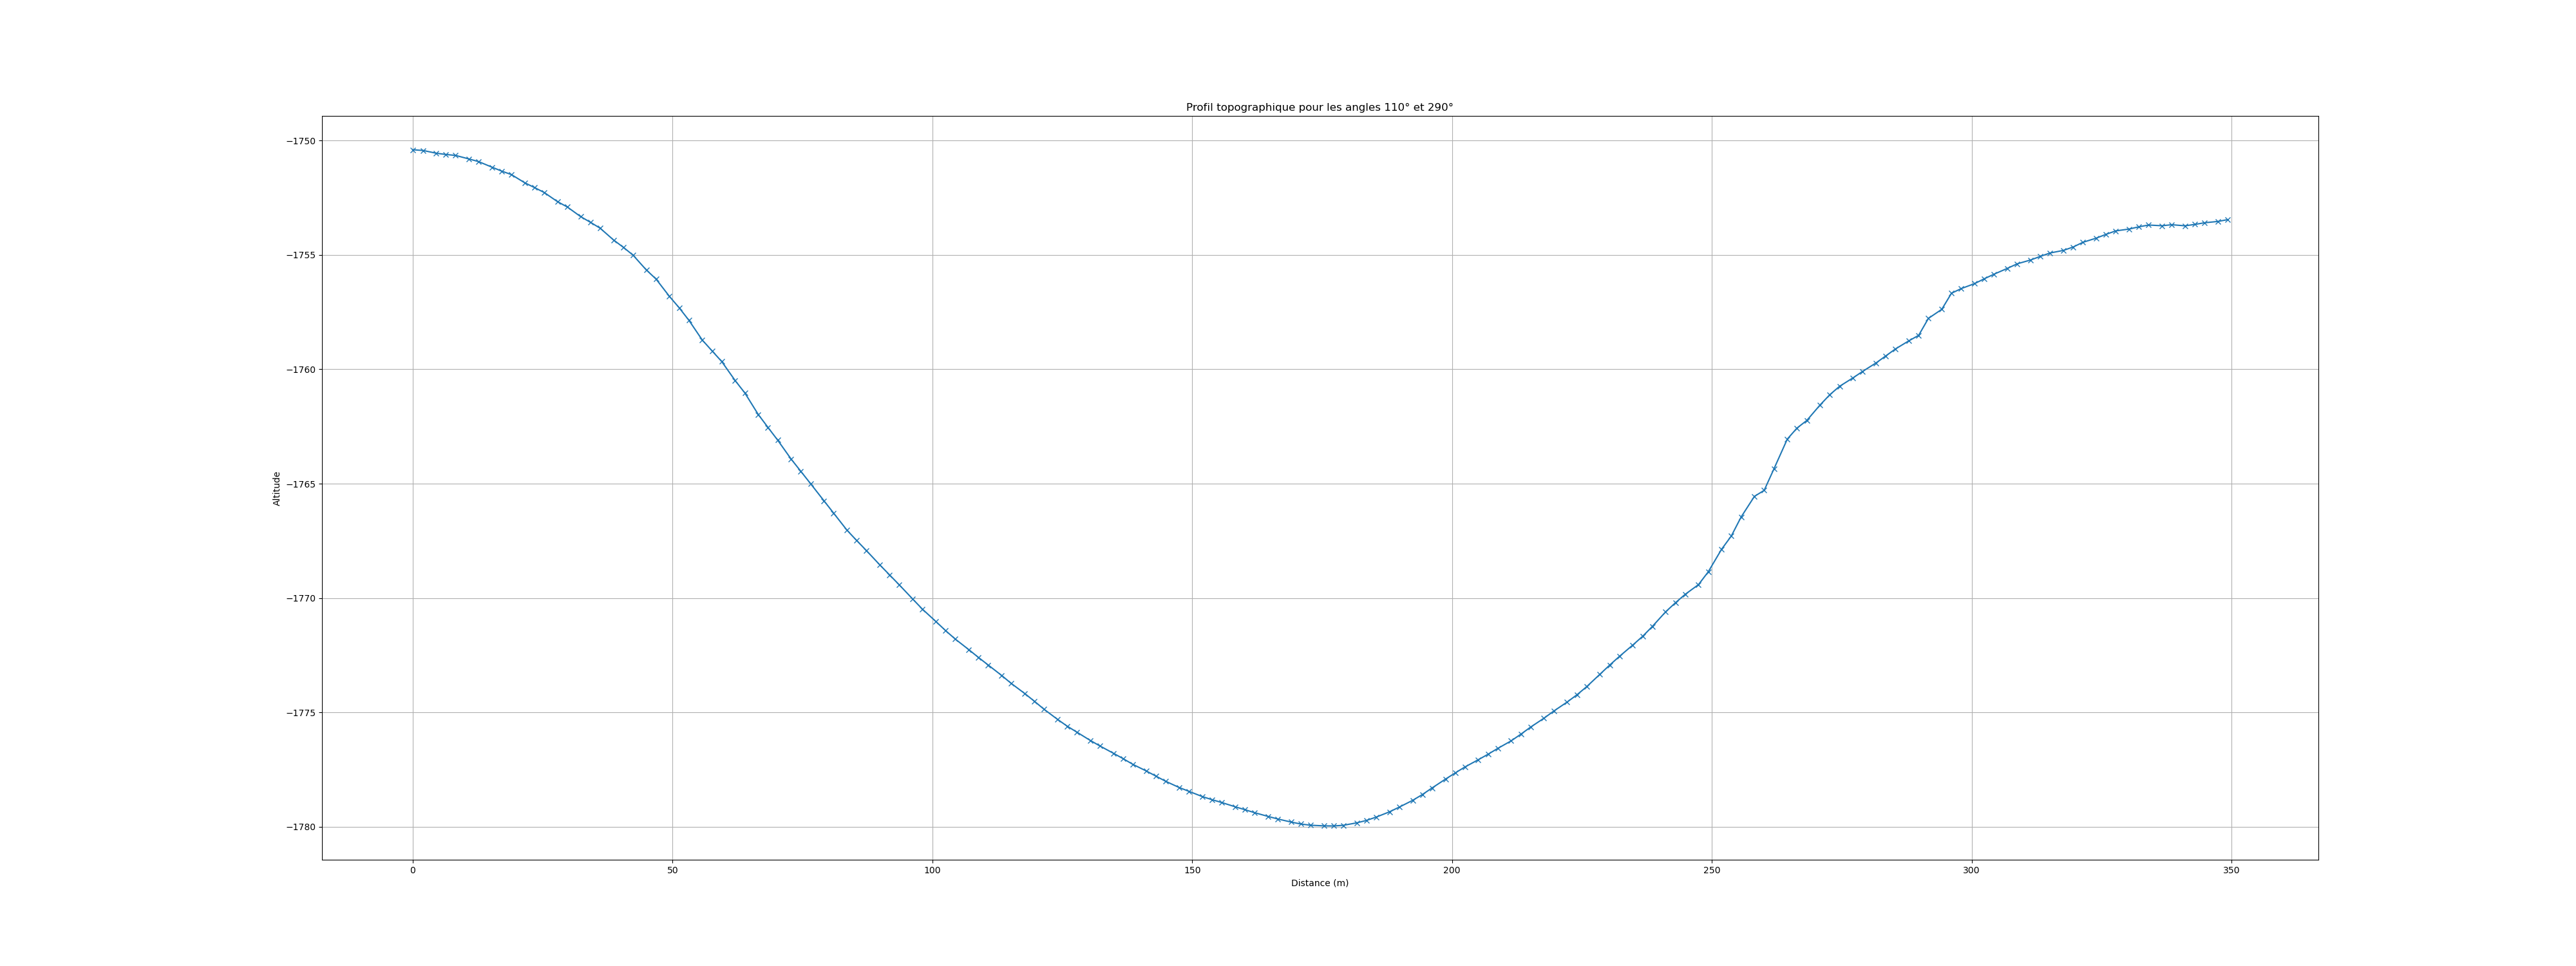 Profil topographique pour les angles 110° et 290°
Altitude
−1750
−1755
−1760
−1765
−1770
−1775
−1780
0 50 100 150 200 250 300 350
Distance (m)